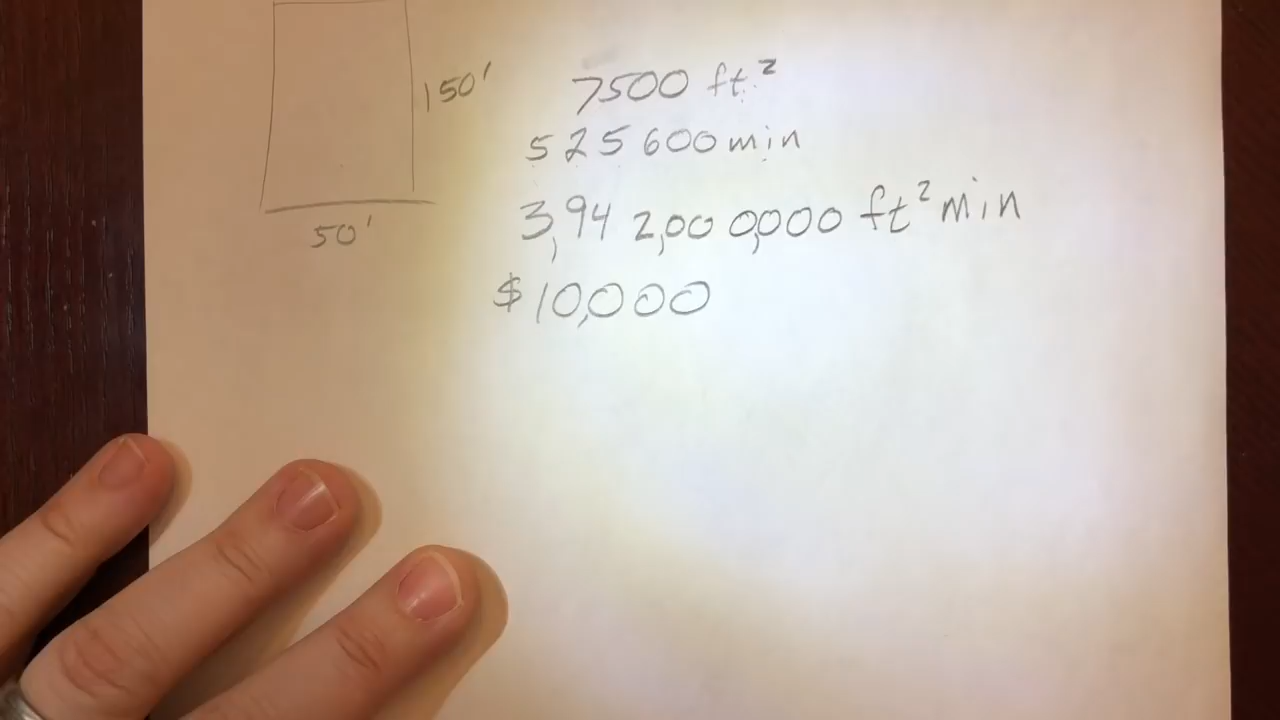 150'
50'
7500 ft²
525600 min
3,942,000,000 ft² min
$10,000